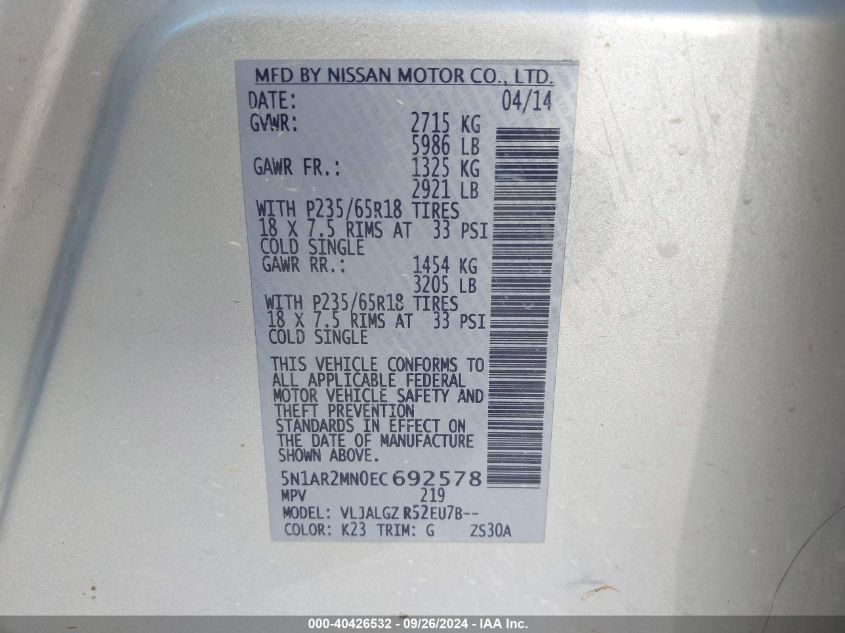 MFD BY NISSAN MOTOR CO., LTD.
DATE: 04/14
GVWR: 2715 KG
5986 LB
GAWR FR.: 1325 KG
2921 LB
WITH P235/65R18 TIRES
18 X 7.5 RIMS AT 33 PSI
COLD SINGLE
GAWR RR.: 1454 KG
3205 LB
WITH P235/65R18 TIRES
18 X 7.5 RIMS AT 33 PSI
COLD SINGLE
THIS VEHICLE CONFORMS TO
ALL APPLICABLE FEDERAL
MOTOR VEHICLE SAFETY AND
THEFT PREVENTION
STANDARDS IN EFFECT ON
THE DATE OF MANUFACTURE
SHOWN ABOVE.
5N1AR2MN0EC692578
MPV 219
MODEL: VLJALGZ R52EU7B--
COLOR: K23 TRIM: G ZS30A
000-40426532 - 09/26/2024 - IAA Inc.